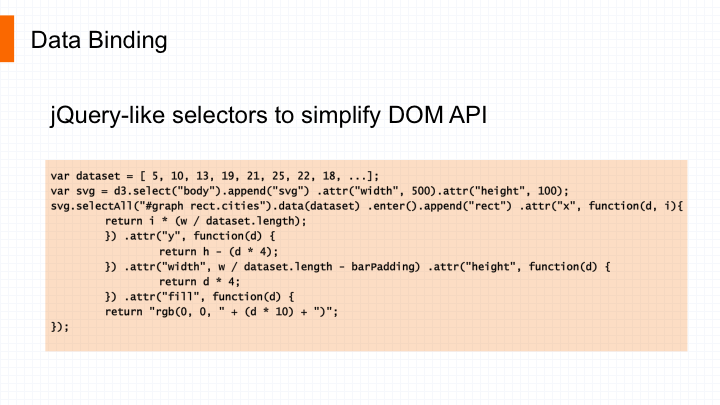 Data Binding
jQuery-like selectors to simplify DOM API
var dataset = [ 5, 10, 13, 19, 21, 25, 22, 18, ...];
var svg = d3.select("body").append("svg") .attr("width", 500).attr("height", 100);
svg.selectAll("#graph rect.cities").data(dataset) .enter().append("rect") .attr("x", function(d, i){
return i * (w / dataset.length);
}) .attr("y", function(d) {
return h - (d * 4);
}) .attr("width", w / dataset.length - barPadding) .attr("height", function(d) {
return d * 4;
}) .attr("fill", function(d) {
return "rgb(0, 0, " + (d * 10) + ")";
});